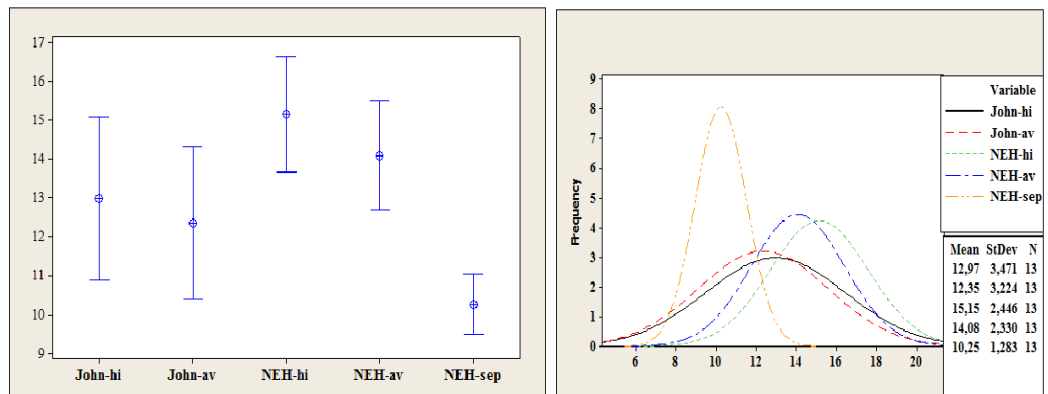 17
16
15
14
13
12
11
10
9
John-hi
John-av
NEH-hi
NEH-av
NEH-sep
9
8
7
6
5
4
3
2
1
0
Frequency
6 8 10 12 14 16 18 20
Variable
John-hi
John-av
NEH-hi
NEH-av
NEH-sep
Mean StDev N
12,97 3,471 13
12,35 3,224 13
15,15 2,446 13
14,08 2,330 13
10,25 1,283 13